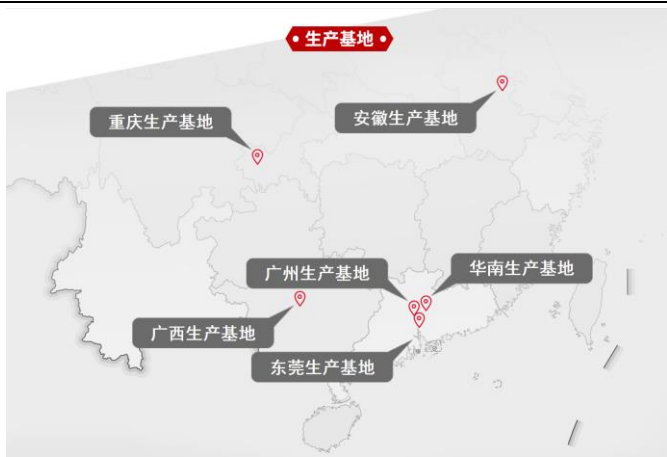 • 生产基地 •
重庆生产基地
安徽生产基地
广州生产基地
华南生产基地
广西生产基地
东莞生产基地